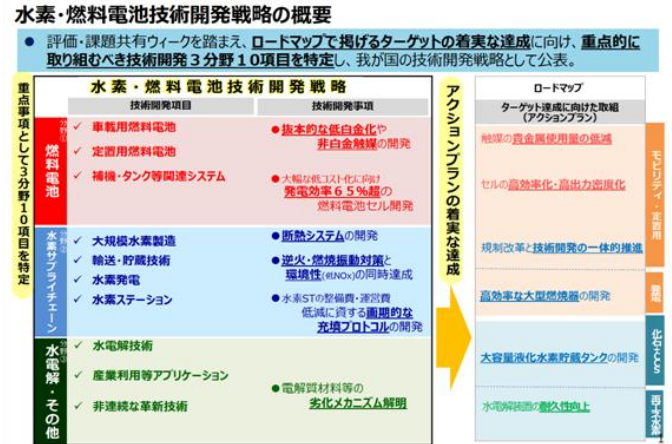 水素・燃料電池技術開発戦略の概要
● 評価・課題共有ウィークを踏まえ、ロードマップで掲げるターゲットの着実な達成に向け、重点的に
取り組むべき技術開発３分野１０項目を特定し、我が国の技術開発戦略として公表。
重点事項として３分野１０項目を特定
水素・燃料電池技術開発戦略
技術開発項目
技術開発事項
分野①
燃料電池
✓ 車載用燃料電池
✓ 定置用燃料電池
✓ 補機・タンク等関連システム
●抜本的な低白金化や
非白金触媒の開発
●大幅な低コスト化に向け
発電効率６５％超の
燃料電池セル開発
分野②
水素サプライチェーン
✓ 大規模水素製造
✓ 輸送・貯蔵技術
✓ 水素発電
✓ 水素ステーション
●断熱システムの開発
●逆火・燃焼振動対策と
環境性(低NOx)の同時達成
●水素STの整備費・運営費
低減に資する画期的な
充填プロトコルの開発
分野③
水電解・その他
✓ 水電解技術
✓ 産業利用等アプリケーション
✓ 非連続な革新技術
●電解質材料等の
劣化メカニズム解明
アクションプランの着実な達成
ロードマップ
ターゲット達成に向けた取組
（アクションプラン）
触媒の貴金属使用量の低減
セルの高効率化・高出力密度化
規制改革と技術開発の一体的推進
高効率な大型燃焼器の開発
大容量液化水素貯蔵タンクの開発
水電解装置の耐久性向上
モビリティ・定置用
発電
化石+CCS
再エネ水素